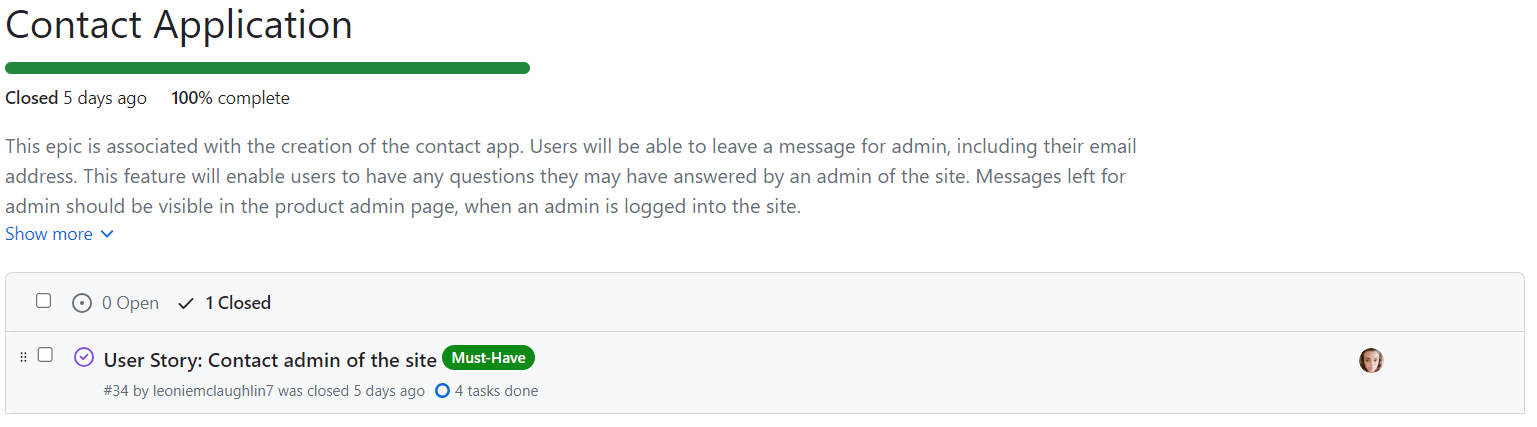 Contact Application
Closed 5 days ago 100% complete
This epic is associated with the creation of the contact app. Users will be able to leave a message for admin, including their email
address. This feature will enable users to have any questions they may have answered by an admin of the site. Messages left for
admin should be visible in the product admin page, when an admin is logged into the site.
Show more
0 Open 1 Closed
User Story: Contact admin of the site Must-Have
#34 by leoniemclaughlin7 was closed 5 days ago 4 tasks done